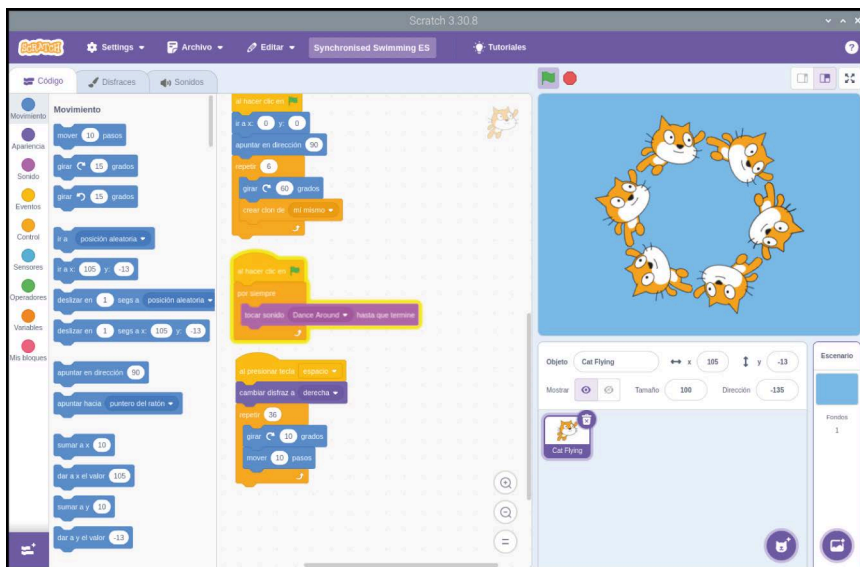 Scratch 3.30.8
SCRATCH
Settings
Archivo
Editar
Synchronised Swimming ES
Tutoriales
?
Código
Disfraces
Sonidos
Movimiento
Apariencia
Sonido
Eventos
Control
Sensores
Operadores
Variables
Mis bloques
Movimiento
mover 10 pasos
girar 15 grados
girar 15 grados
ir a posición aleatoria
ir a x: 105 y: -13
deslizar en 1 segs a posición aleatoria
deslizar en 1 segs a x: 105 y: -13
apuntar en dirección 90
apuntar hacia puntero del ratón
sumar a x 10
dar a x el valor 105
sumar a y 10
dar a y el valor -13
al hacer clic en
ir a x: 0 y: 0
apuntar en dirección 90
repetir 6
girar 60 grados
crear clon de mí mismo
al hacer clic en
por siempre
tocar sonido Dance Around hasta que termine
al presionar tecla espacio
cambiar disfraz a derecha
repetir 36
girar 10 grados
mover 10 pasos
Objeto Cat Flying x 105 y -13
Mostrar Tamaño 100 Dirección -135
Cat Flying
Escenario
Fondos
1